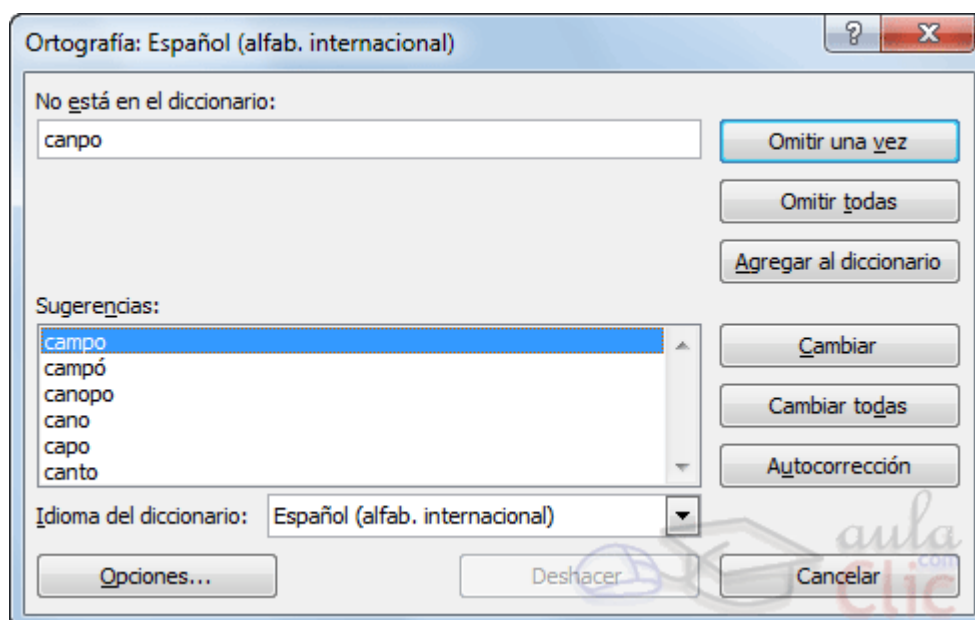 Ortografía: Español (alfab. internacional)
No está en el diccionario:
canpo
Omitir una vez
Omitir todas
Agregar al diccionario
Sugerencias:
campo
campó
canopo
cano
capo
canto
Cambiar
Cambiar todas
Autocorrección
Idioma del diccionario: Español (alfab. internacional)
Opciones... Deshacer Cancelar
aula
.com
Clic